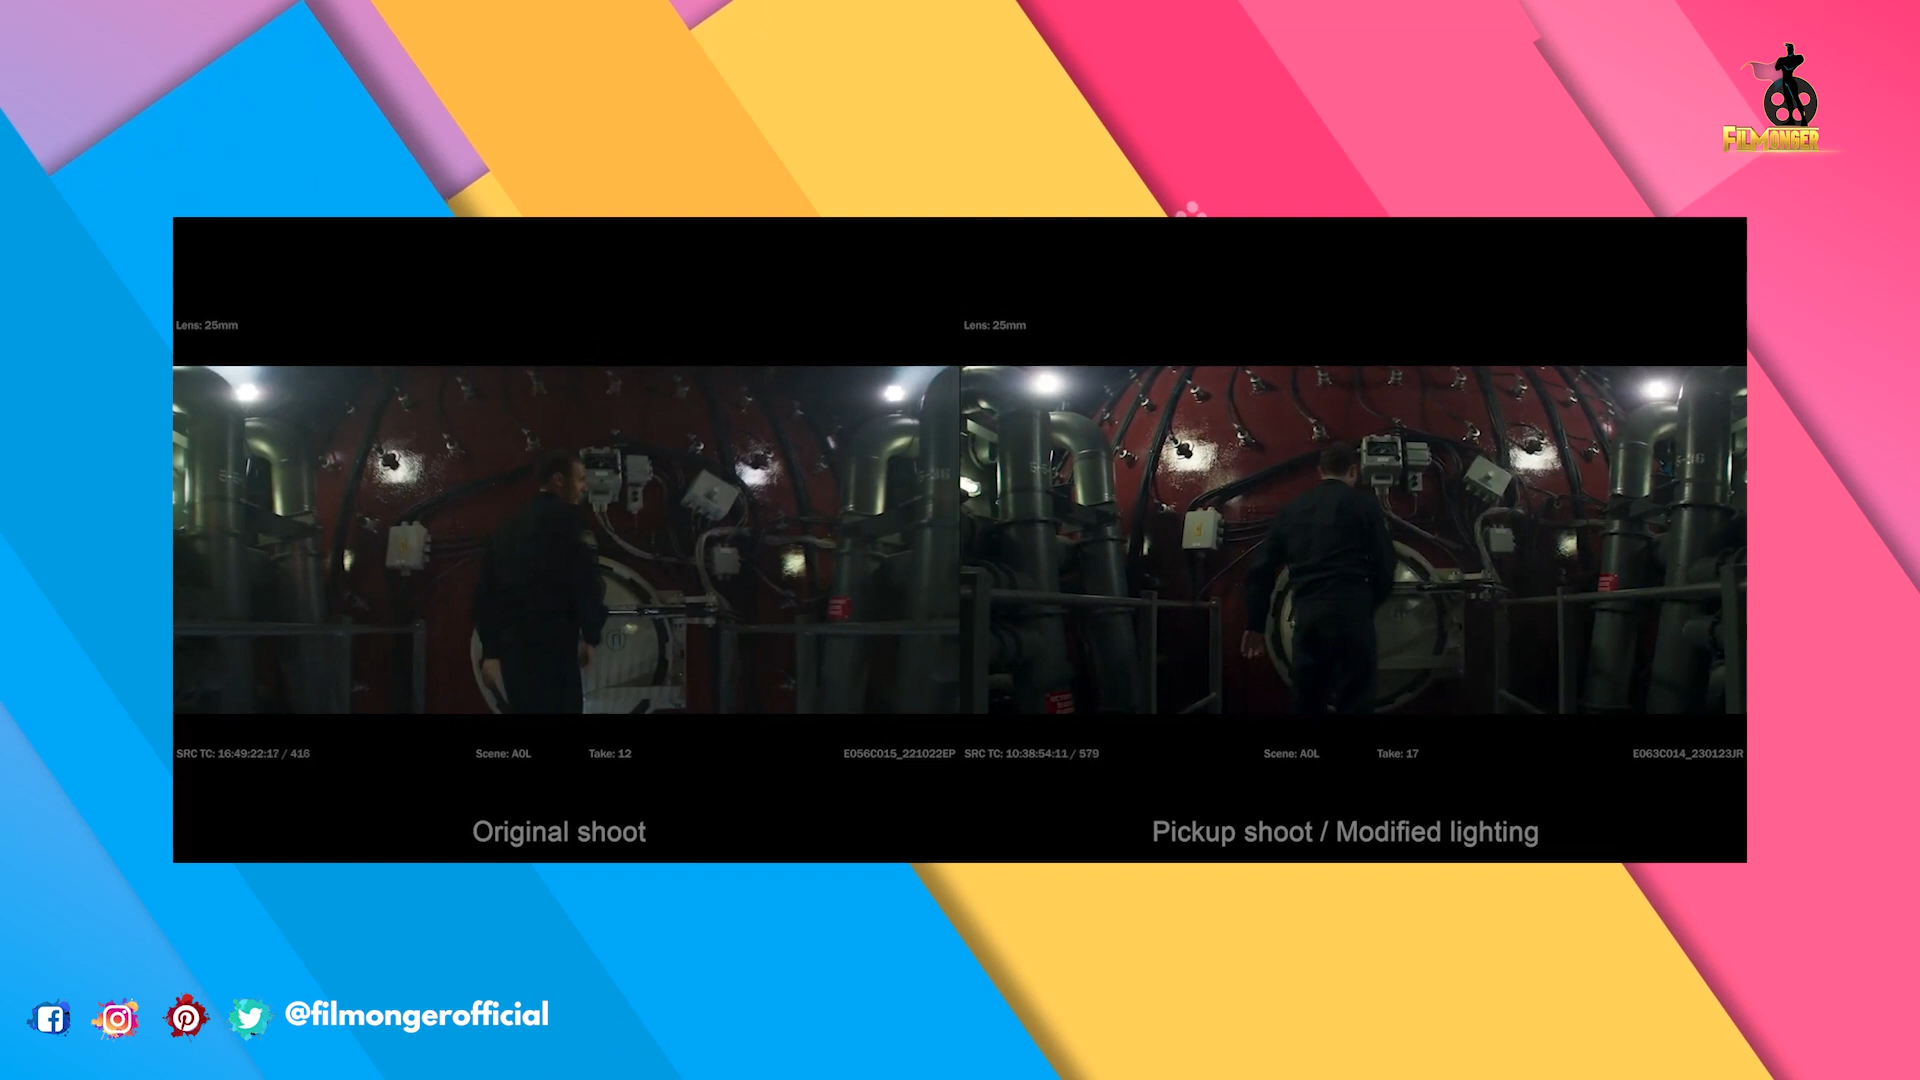 FILMONGER
Lens: 25mm
Lens: 25mm
SRC TC: 16:49:22:17 / 416
Scene: A0L
Take: 12
E056C015_221022EP
SRC TC: 10:38:54:11 / 579
Scene: A0L
Take: 17
E063C014_230123JR
Original shoot
Pickup shoot / Modified lighting
@filmongerofficial